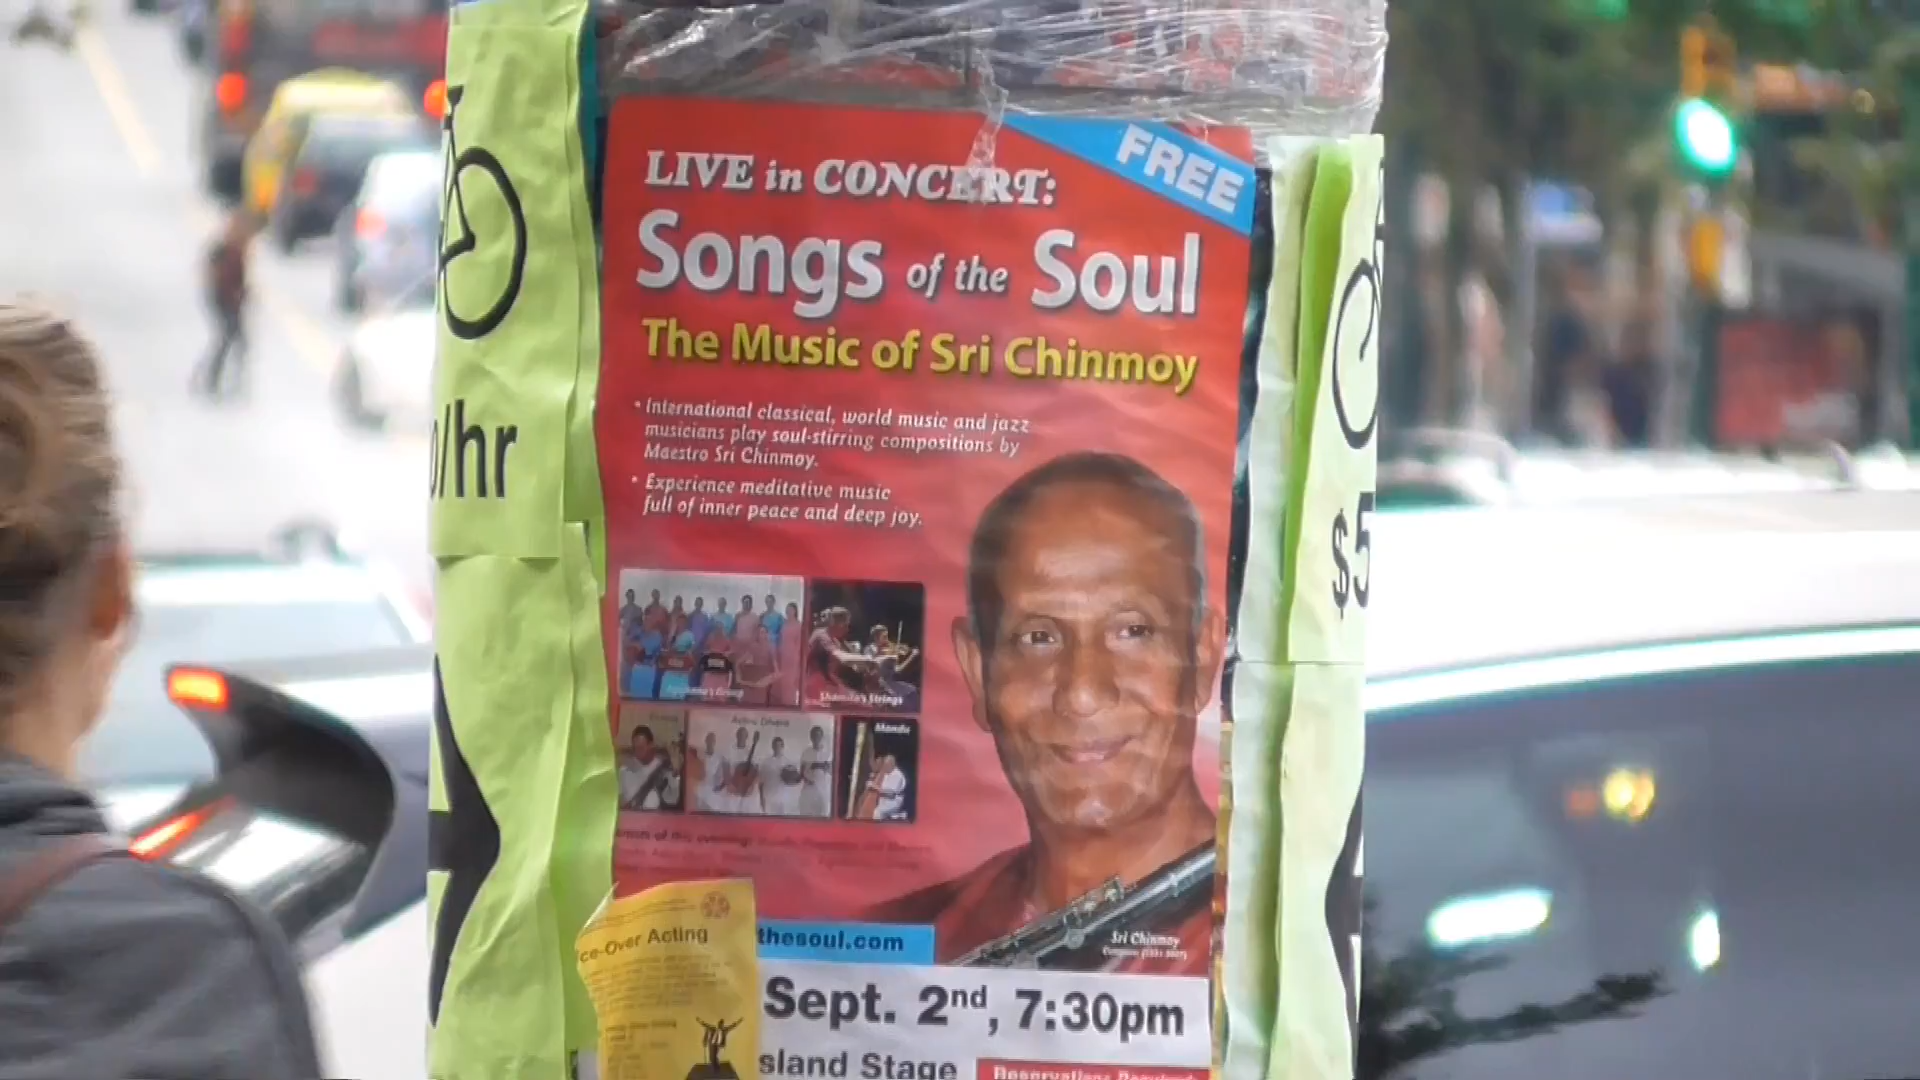 LIVE in CONCERT:
FREE
Songs of the Soul
The Music of Sri Chinmoy
• International classical, world music and jazz
musicians play soul-stirring compositions by
Maestro Sri Chinmoy.
• Experience meditative music
full of inner peace and deep joy.
Group
Shamita's Strings
Mandu
thesoul.com
Sri Chinmoy
Sept. 2nd, 7:30pm
sland Stage
Reservations Required
ce-Over Acting
/hr
$5